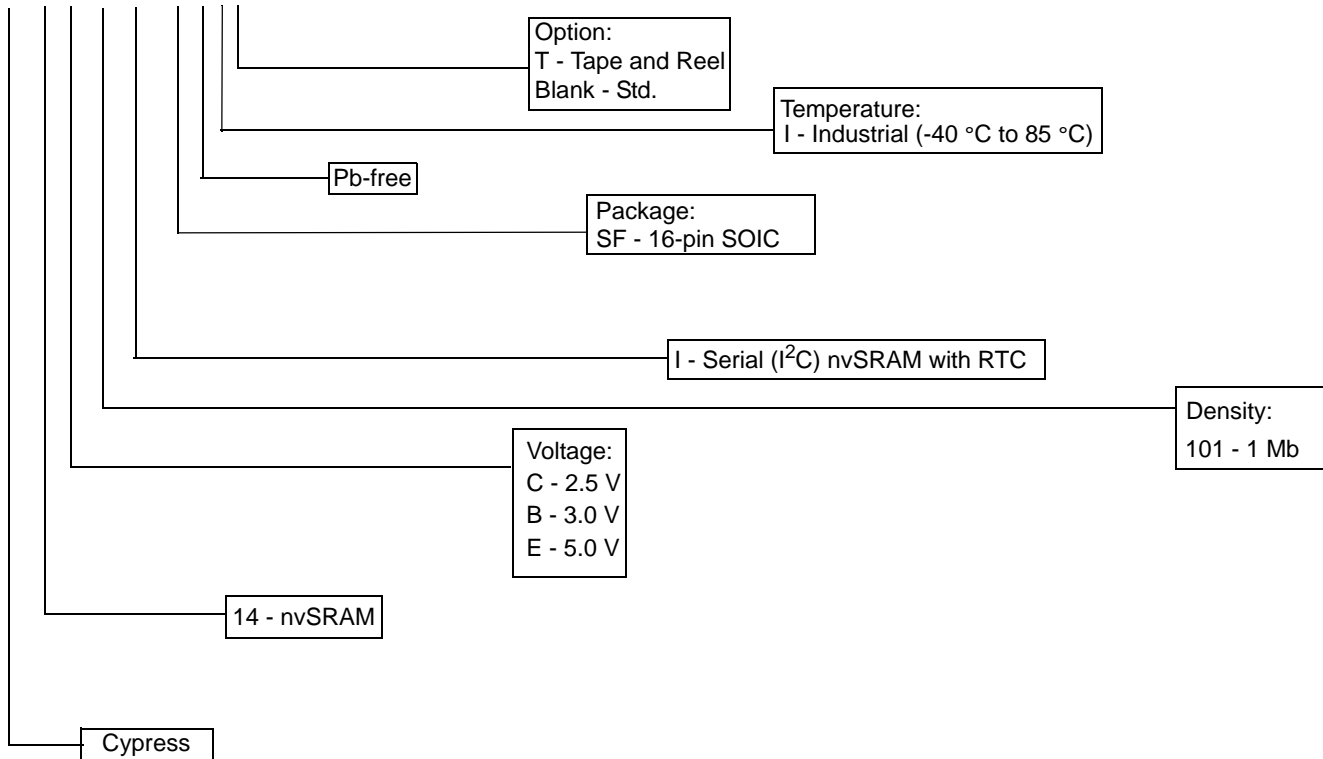 Option:
T - Tape and Reel
Blank - Std.
Temperature:
I - Industrial (-40 °C to 85 °C)
Pb-free
Package:
SF - 16-pin SOIC
I - Serial (I²C) nvSRAM with RTC
Density:
101 - 1 Mb
Voltage:
C - 2.5 V
B - 3.0 V
E - 5.0 V
14 - nvSRAM
Cypress